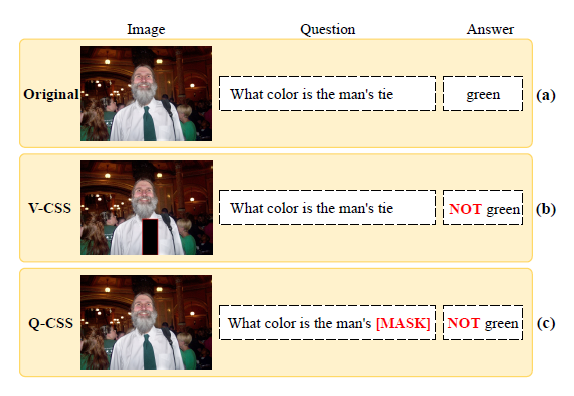 Image Question Answer
Original What color is the man's tie green (a)
V-CSS What color is the man's tie NOT green (b)
Q-CSS What color is the man's [MASK] NOT green (c)